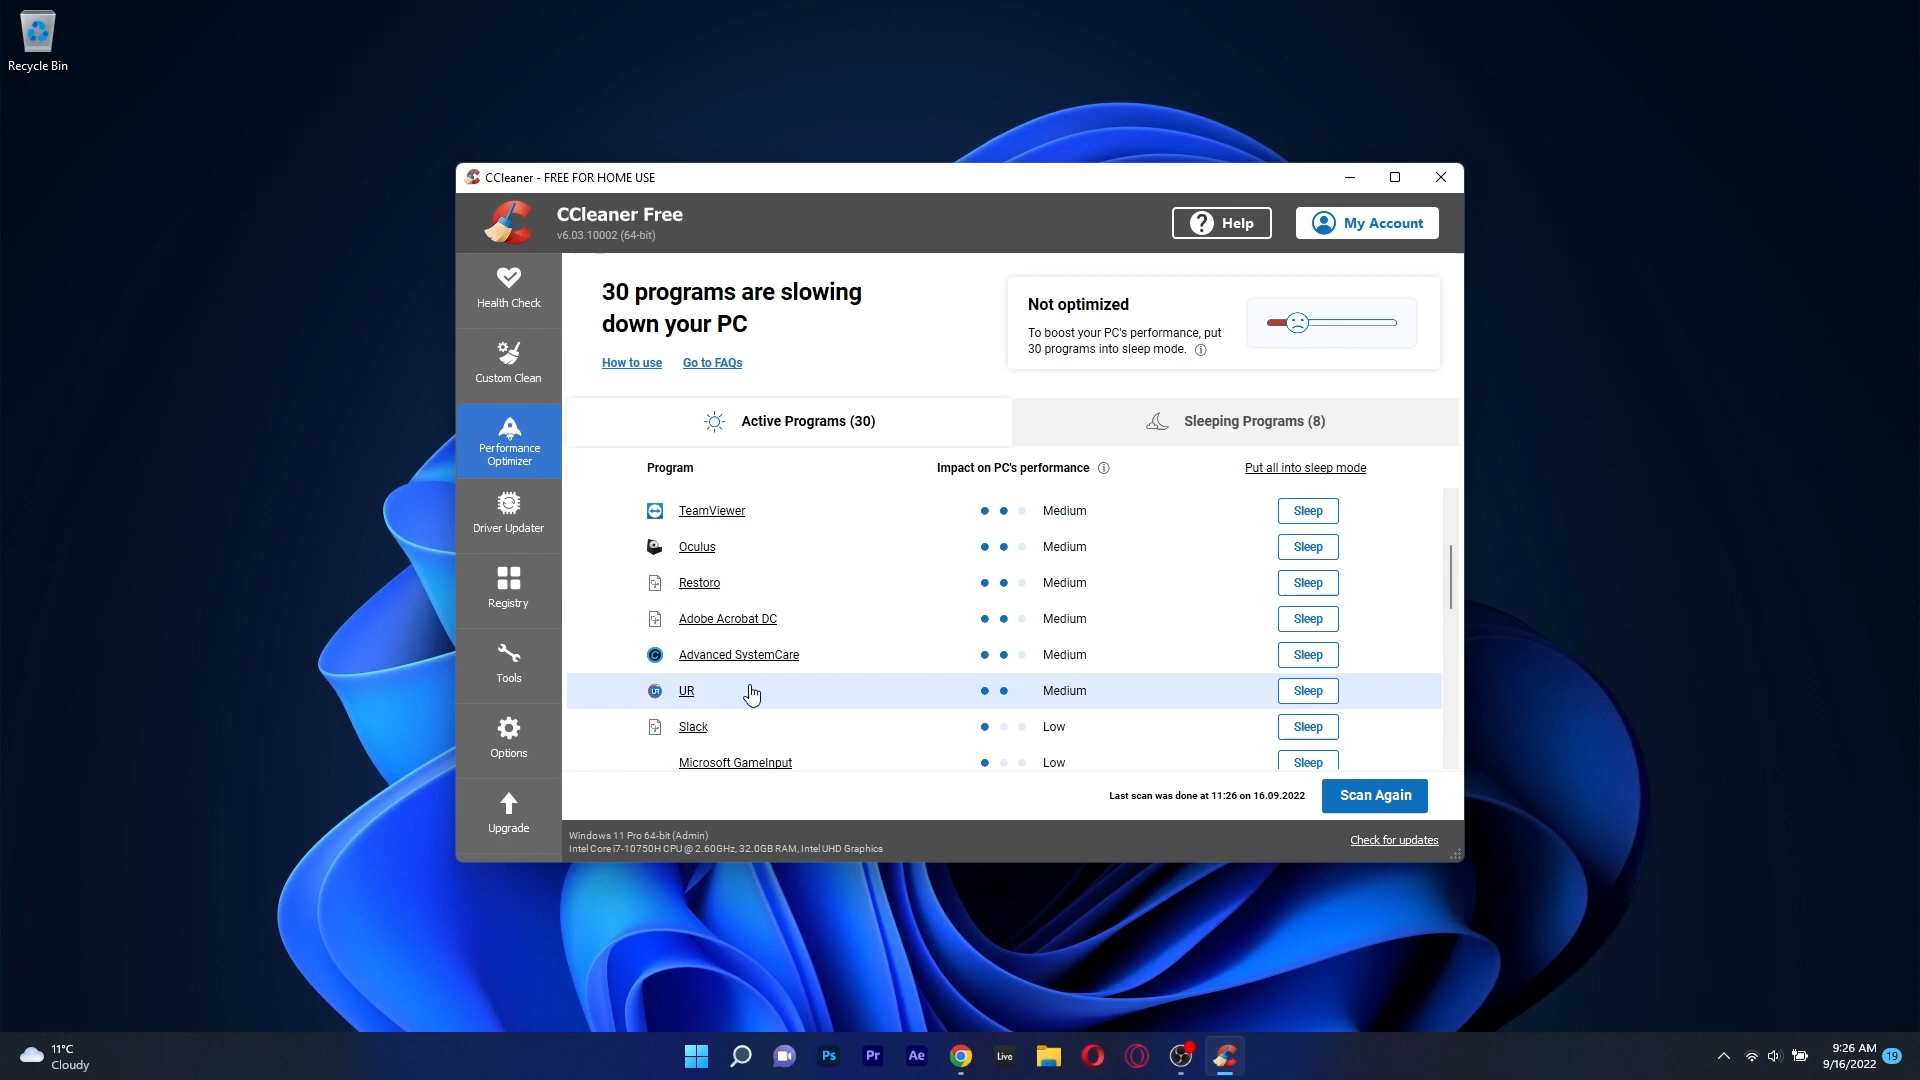 Recycle Bin
CCleaner - FREE FOR HOME USE
CCleaner Free
v6.03.10002 (64-bit)
? Help
My Account
Health Check
Custom Clean
Performance
Optimizer
Driver Updater
Registry
Tools
Options
Upgrade
30 programs are slowing
down your PC
How to use
Go to FAQs
Not optimized
To boost your PC's performance, put
30 programs into sleep mode.
Active Programs (30)
Sleeping Programs (8)
Program
Impact on PC's performance
Put all into sleep mode
TeamViewer
Medium
Sleep
Oculus
Medium
Sleep
Restoro
Medium
Sleep
Adobe Acrobat DC
Medium
Sleep
Advanced SystemCare
Medium
Sleep
UR
UR
Medium
Sleep
Slack
Low
Sleep
Microsoft GameInput
Low
Sleep
Last scan was done at 11:26 on 16.09.2022
Scan Again
Windows 11 Pro 64-bit (Admin)
Intel Core i7-10750H CPU @ 2.60GHz, 32.0GB RAM, Intel UHD Graphics
Check for updates
11°C
Cloudy
Ps
Pr
Ae
Live
9:26 AM
9/16/2022
19